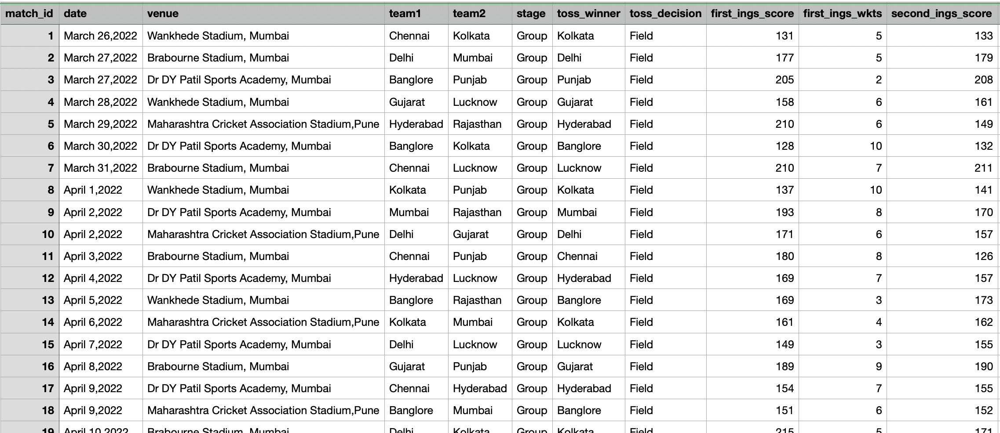 match_id date venue team1 team2 stage toss_winner toss_decision first_ings_score first_ings_wkts second_ings_score
1 March 26,2022 Wankhede Stadium, Mumbai Chennai Kolkata Group Kolkata Field 131 5 133
2 March 27,2022 Brabourne Stadium, Mumbai Delhi Mumbai Group Delhi Field 177 5 179
3 March 27,2022 Dr DY Patil Sports Academy, Mumbai Banglore Punjab Group Punjab Field 205 2 208
4 March 28,2022 Wankhede Stadium, Mumbai Gujarat Lucknow Group Gujarat Field 158 6 161
5 March 29,2022 Maharashtra Cricket Association Stadium,Pune Hyderabad Rajasthan Group Hyderabad Field 210 6 149
6 March 30,2022 Dr DY Patil Sports Academy, Mumbai Banglore Kolkata Group Banglore Field 128 10 132
7 March 31,2022 Brabourne Stadium, Mumbai Chennai Lucknow Group Lucknow Field 210 7 211
8 April 1,2022 Wankhede Stadium, Mumbai Kolkata Punjab Group Kolkata Field 137 10 141
9 April 2,2022 Dr DY Patil Sports Academy, Mumbai Mumbai Rajasthan Group Mumbai Field 193 8 170
10 April 2,2022 Maharashtra Cricket Association Stadium,Pune Delhi Gujarat Group Delhi Field 171 6 157
11 April 3,2022 Brabourne Stadium, Mumbai Chennai Punjab Group Chennai Field 180 8 126
12 April 4,2022 Dr DY Patil Sports Academy, Mumbai Hyderabad Lucknow Group Hyderabad Field 169 7 157
13 April 5,2022 Wankhede Stadium, Mumbai Banglore Rajasthan Group Banglore Field 169 3 173
14 April 6,2022 Maharashtra Cricket Association Stadium,Pune Kolkata Mumbai Group Kolkata Field 161 4 162
15 April 7,2022 Dr DY Patil Sports Academy, Mumbai Delhi Lucknow Group Lucknow Field 149 3 155
16 April 8,2022 Brabourne Stadium, Mumbai Gujarat Punjab Group Gujarat Field 189 9 190
17 April 9,2022 Dr DY Patil Sports Academy, Mumbai Chennai Hyderabad Group Hyderabad Field 154 7 155
18 April 9,2022 Maharashtra Cricket Association Stadium,Pune Banglore Mumbai Group Banglore Field 151 6 152
19 April 10,2022 Brabourne Stadium, Mumbai Delhi Kolkata Group Kolkata Field 215 5 171